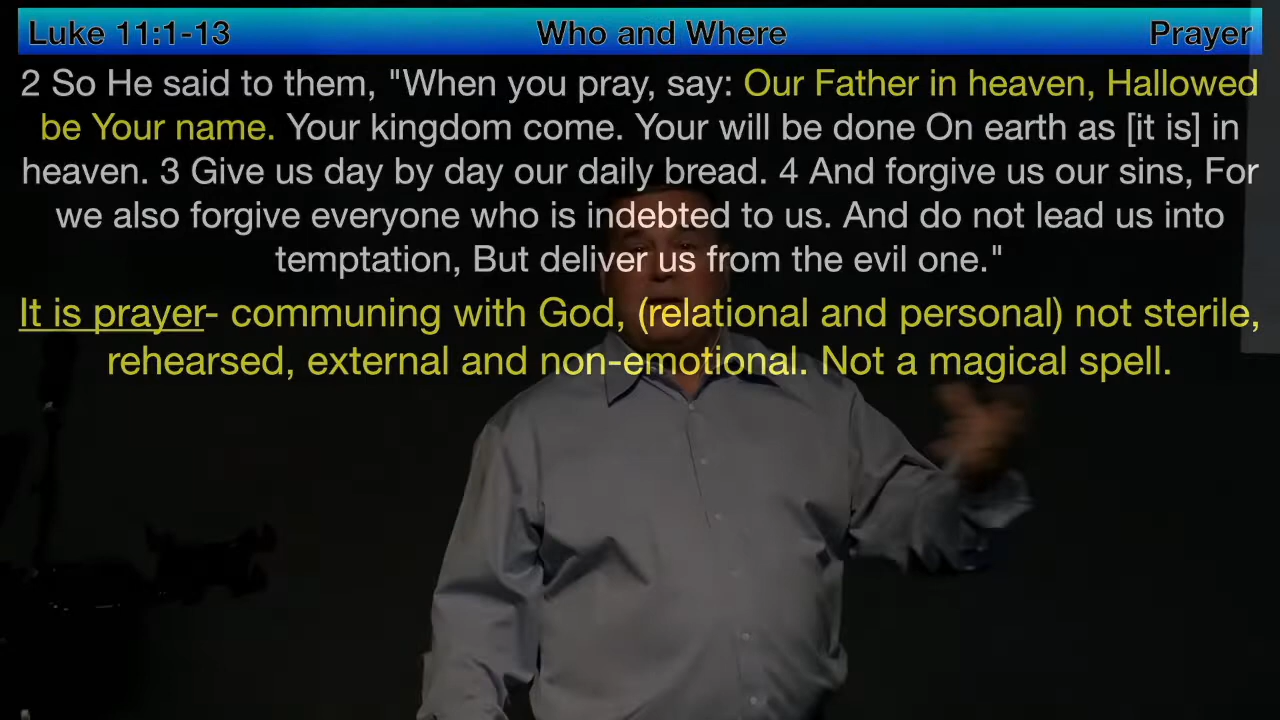 Luke 11:1-13 Who and Where Prayer
2 So He said to them, "When you pray, say: Our Father in heaven, Hallowed
be Your name. Your kingdom come. Your will be done On earth as [it is] in
heaven. 3 Give us day by day our daily bread. 4 And forgive us our sins, For
we also forgive everyone who is indebted to us. And do not lead us into
temptation, But deliver us from the evil one."
It is prayer- communing with God, (relational and personal) not sterile,
rehearsed, external and non-emotional. Not a magical spell.